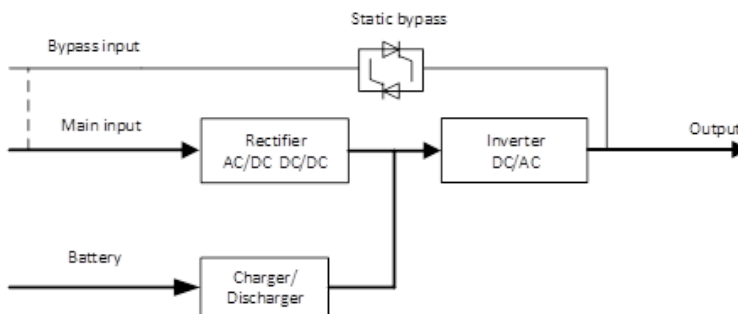 Static bypass
Bypass input
Main input
Rectifier
AC/DC DC/DC
Inverter
DC/AC
Output
Battery
Charger/
Discharger